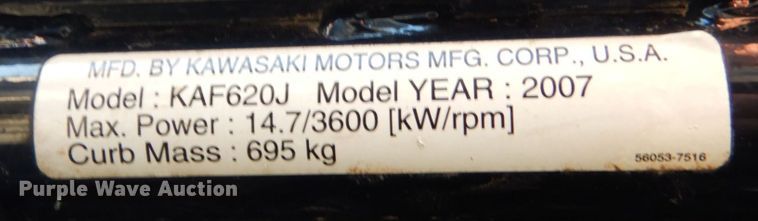 MFD. BY KAWASAKI MOTORS MFG. CORP., U.S.A.
Model : KAF620J Model YEAR : 2007
Max. Power : 14.7/3600 [kW/rpm]
Curb Mass : 695 kg
56053-7516
Purple Wave Auction